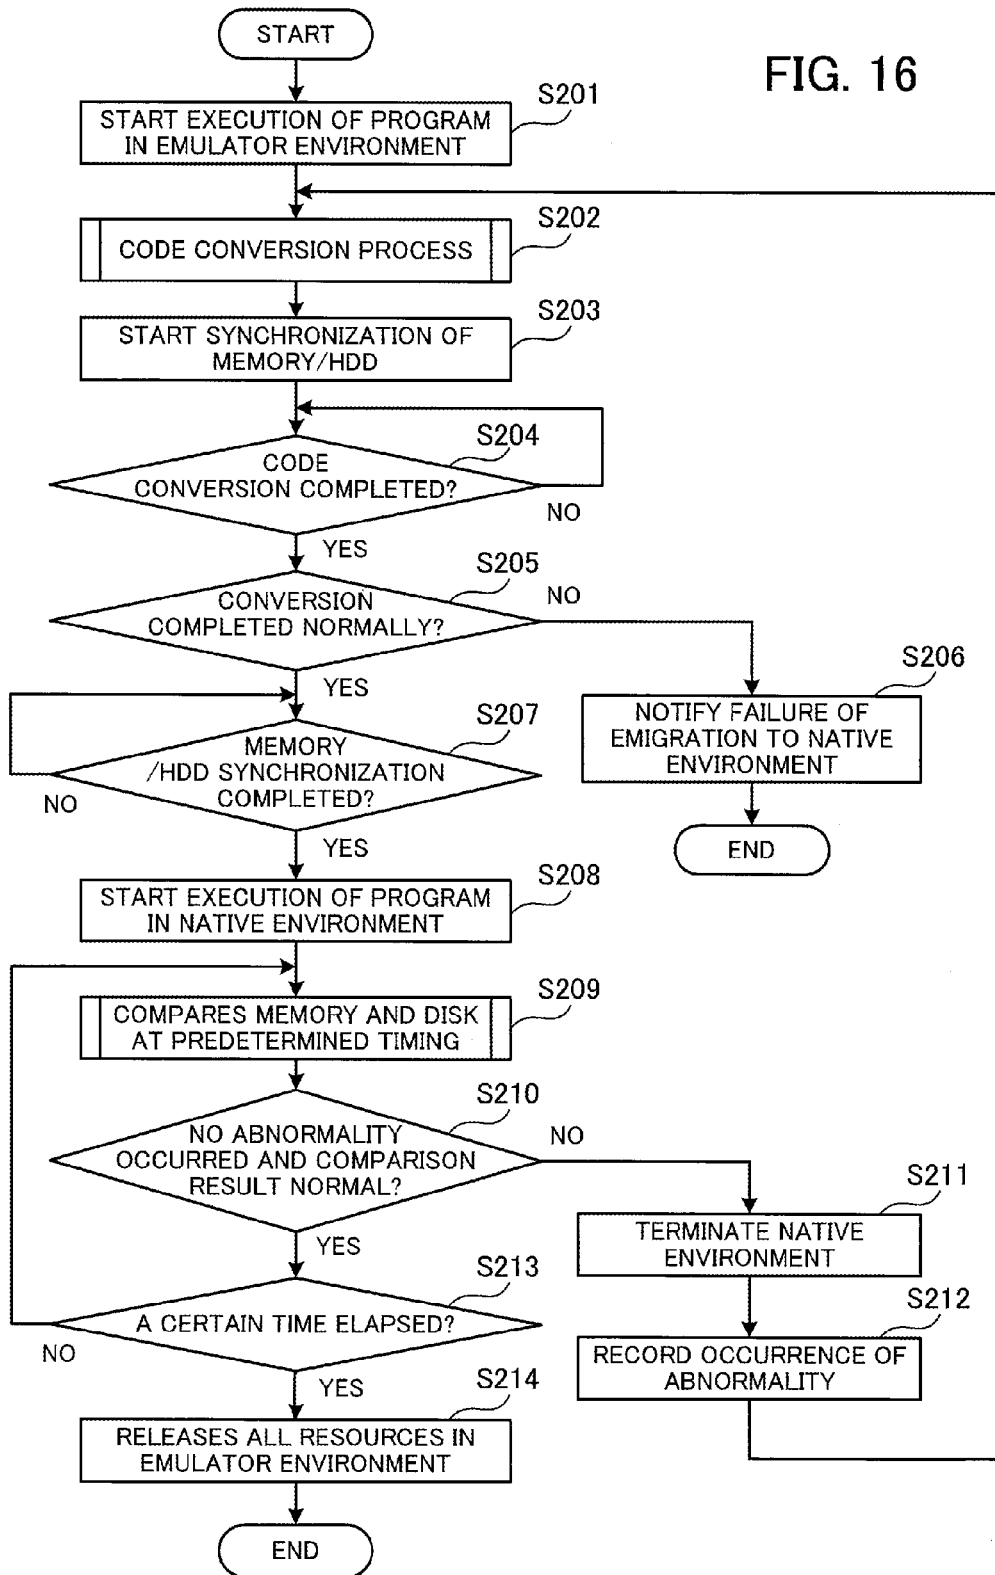 START
FIG. 16
S201
START EXECUTION OF PROGRAM
IN EMULATOR ENVIRONMENT
S202
CODE CONVERSION PROCESS
S203
START SYNCHRONIZATION OF
MEMORY/HDD
S204
CODE
CONVERSION COMPLETED?
NO
YES
S205
CONVERSION
COMPLETED NORMALLY?
NO
YES
S206
NOTIFY FAILURE OF
EMIGRATION TO NATIVE
ENVIRONMENT
END
S207
MEMORY
/HDD SYNCHRONIZATION
COMPLETED?
NO
YES
S208
START EXECUTION OF PROGRAM
IN NATIVE ENVIRONMENT
S209
COMPARES MEMORY AND DISK
AT PREDETERMINED TIMING
S210
NO ABNORMALITY
OCCURRED AND COMPARISON
RESULT NORMAL?
NO
YES
S211
TERMINATE NATIVE
ENVIRONMENT
S212
RECORD OCCURRENCE OF
ABNORMALITY
S213
A CERTAIN TIME ELAPSED?
NO
YES
S214
RELEASES ALL RESOURCES IN
EMULATOR ENVIRONMENT
END